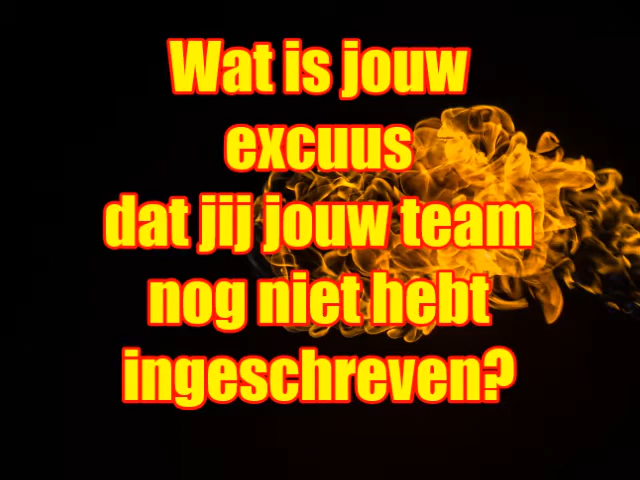 Wat is jouw
excuus
dat jij jouw team
nog niet hebt
ingeschreven?